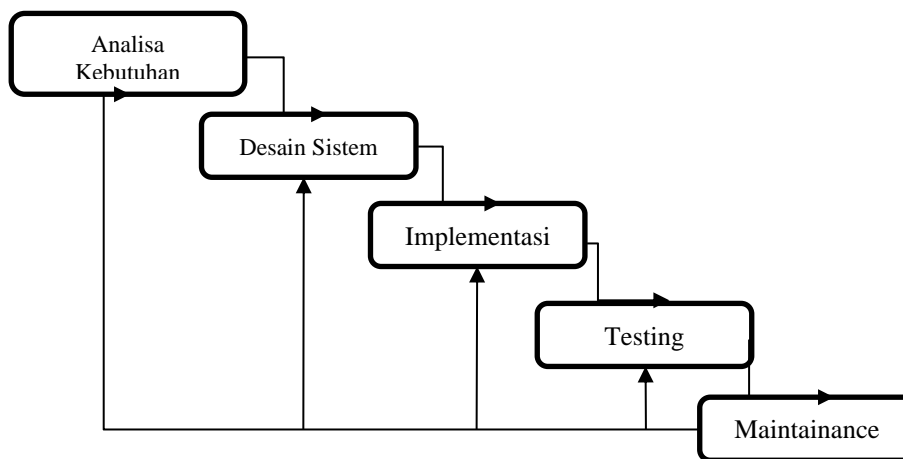 Analisa
Kebutuhan
Desain Sistem
Implementasi
Testing
Maintainance